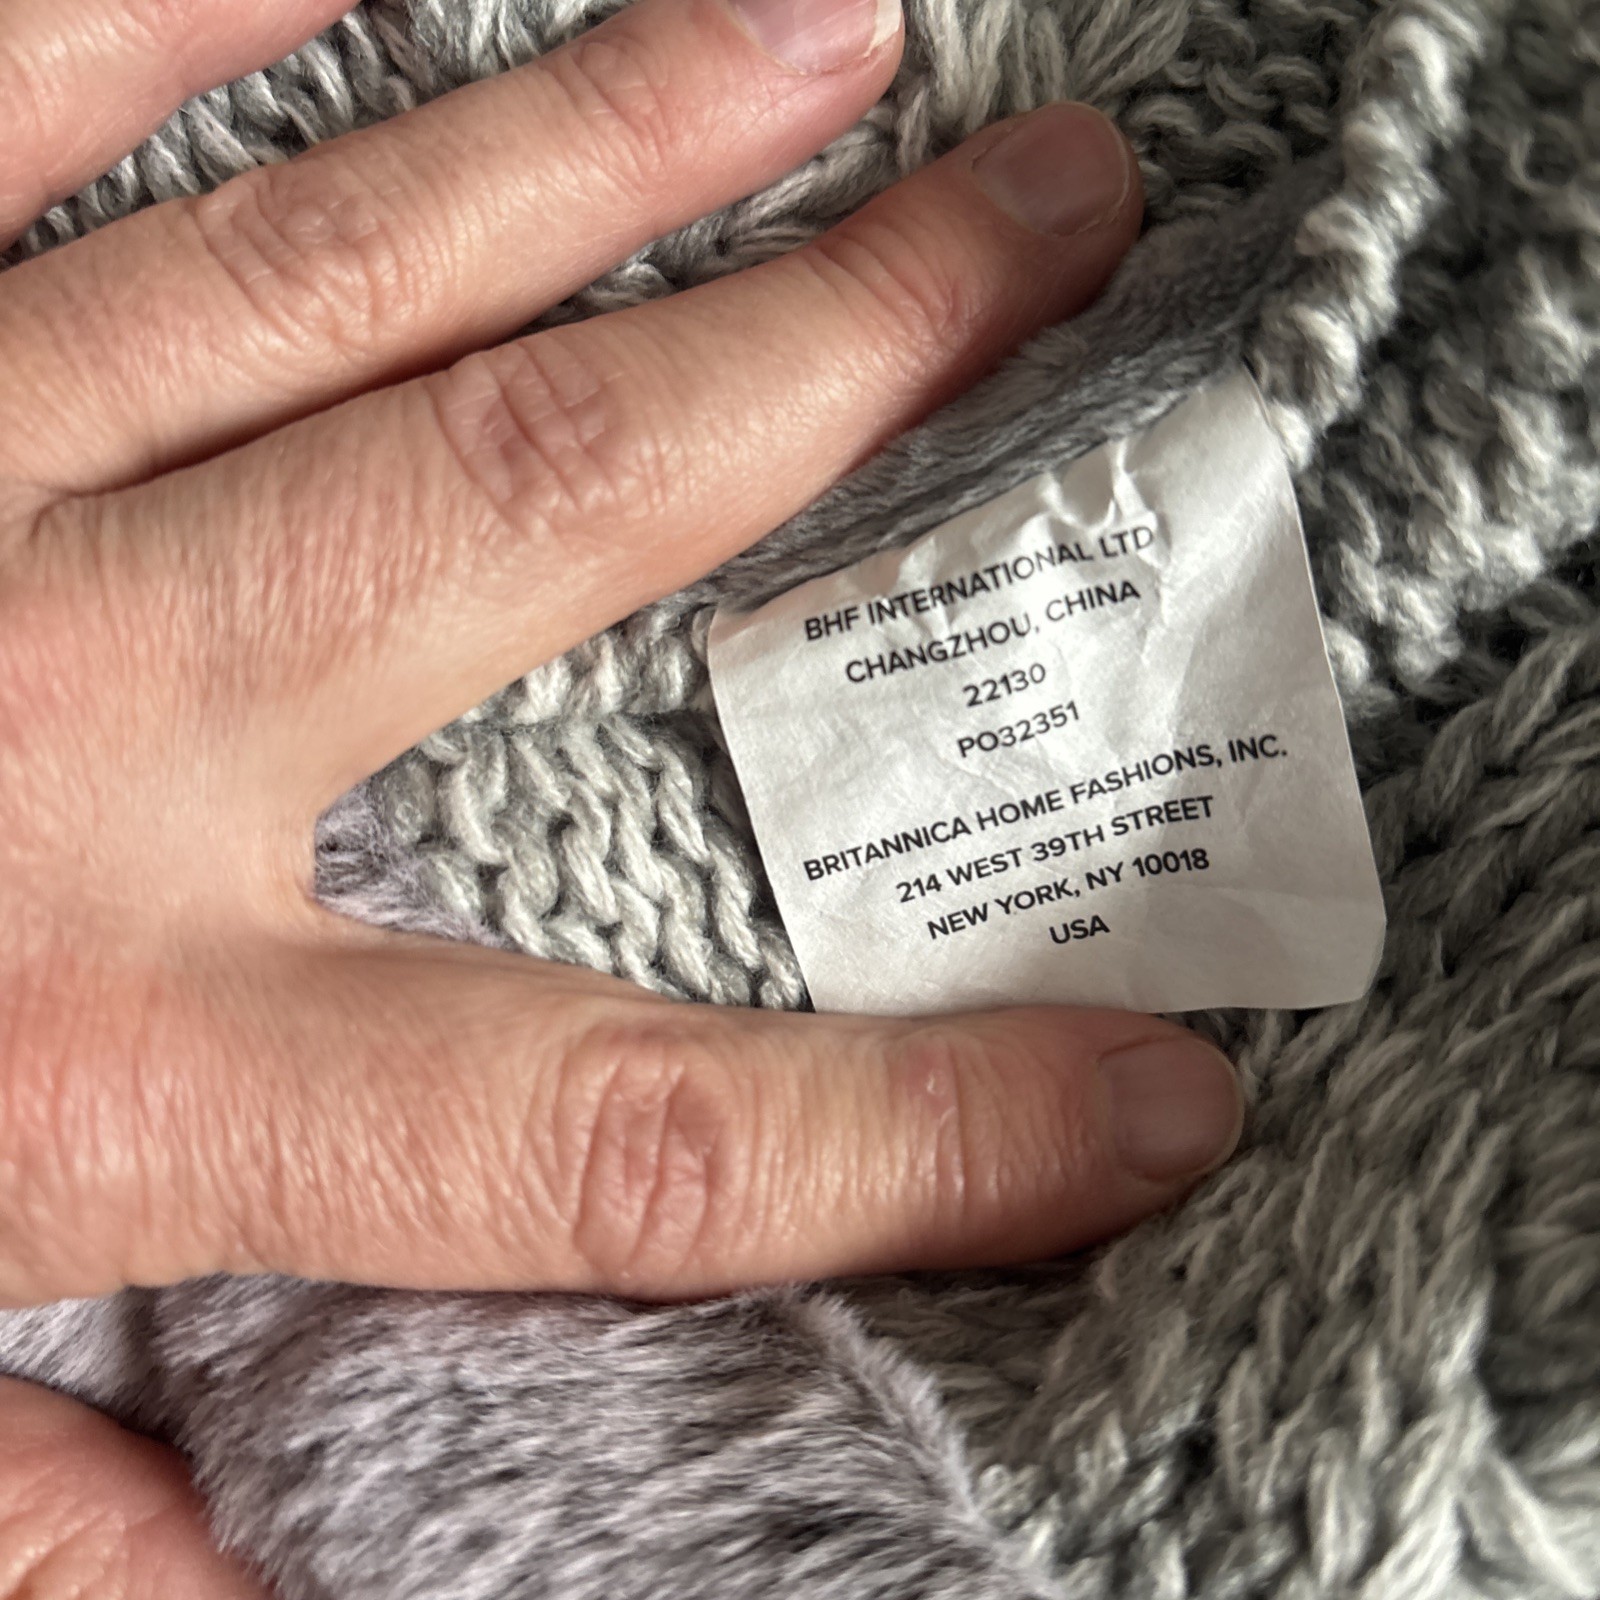 BHF INTERNATIONAL LTD
CHANGZHOU, CHINA
22130
PO32351
BRITANNICA HOME FASHIONS, INC.
214 WEST 39TH STREET
NEW YORK, NY 10018
USA